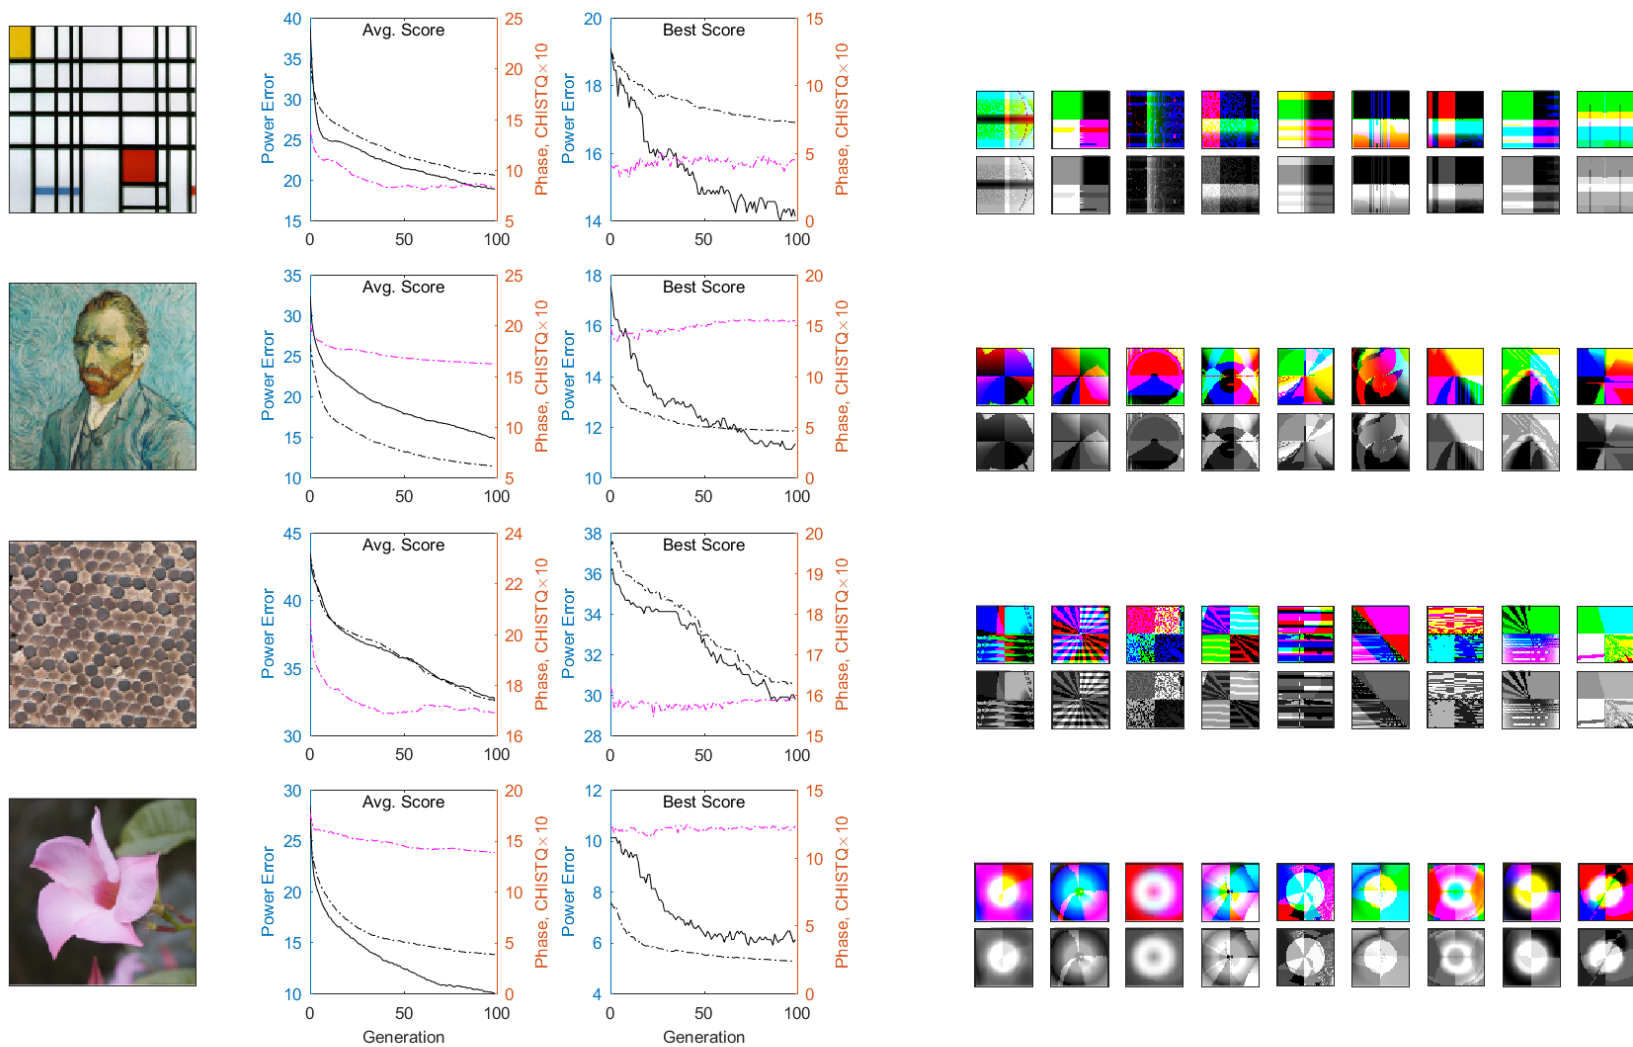 40 25 20 15
Avg. Score Best Score
35 20 18 10
30 15 16 5
25
20 10
15 5 14 0
0 50 100 0 50 100
Power Error
Phase, CHISTQ×10
Power Error
Phase, CHISTQ×10
35 25 18 20
Avg. Score Best Score
30 20 16 15
25 15 14 10
20
15 10 12 5
10 5 10 0
0 50 100 0 50 100
Power Error
Phase, CHISTQ×10
Power Error
Phase, CHISTQ×10
45 24 38 20
Avg. Score Best Score
40 22 36 19
20 34 18
35 18 32 17
30 16
30 16 28 15
0 50 100 0 50 100
Power Error
Phase, CHISTQ×10
Power Error
Phase, CHISTQ×10
30 20 12 15
Avg. Score Best Score
25 15 10 10
20 10 8
15 5 6 5
10 0 4 0
0 50 100 0 50 100
Power Error
Phase, CHISTQ×10
Power Error
Phase, CHISTQ×10
Generation Generation